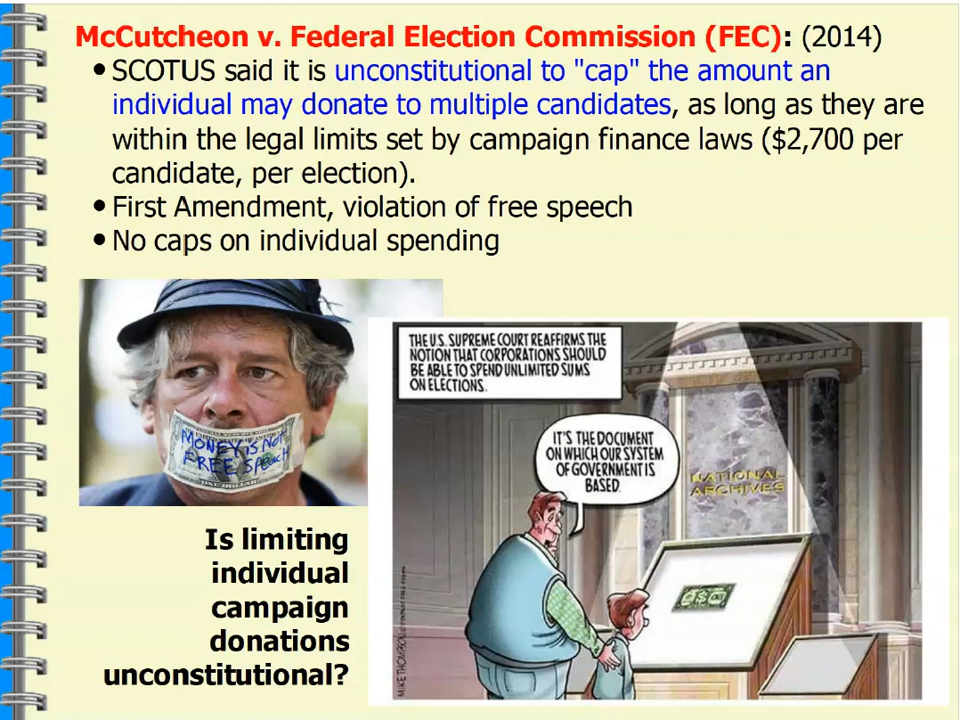 McCutcheon v. Federal Election Commission (FEC): (2014)
• SCOTUS said it is unconstitutional to "cap" the amount an
individual may donate to multiple candidates, as long as they are
within the legal limits set by campaign finance laws ($2,700 per
candidate, per election).
• First Amendment, violation of free speech
• No caps on individual spending
MONEY IS NOT
FREE SPEECH
ONE DOLLAR
Is limiting
individual
campaign
donations
unconstitutional?
THE U.S. SUPREME COURT REAFFIRMS THE
NOTION THAT CORPORATIONS SHOULD
BE ABLE TO SPEND UNLIMITED SUMS
ON ELECTIONS.
IT'S THE DOCUMENT
ON WHICH OUR SYSTEM
OF GOVERNMENT IS
BASED.
NATIONAL
ARCHIVES
$
MIKE THOMPSON